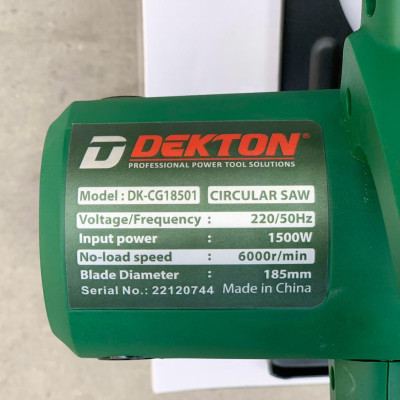 D DEKTON®
PROFESSIONAL POWER TOOL SOLUTIONS
Model : DK-CG18501 CIRCULAR SAW
Voltage/Frequency : 220/50Hz
Input power : 1500W
No-load speed : 6000r/min
Blade Diameter : 185mm
Serial No.: 22120744 Made in China